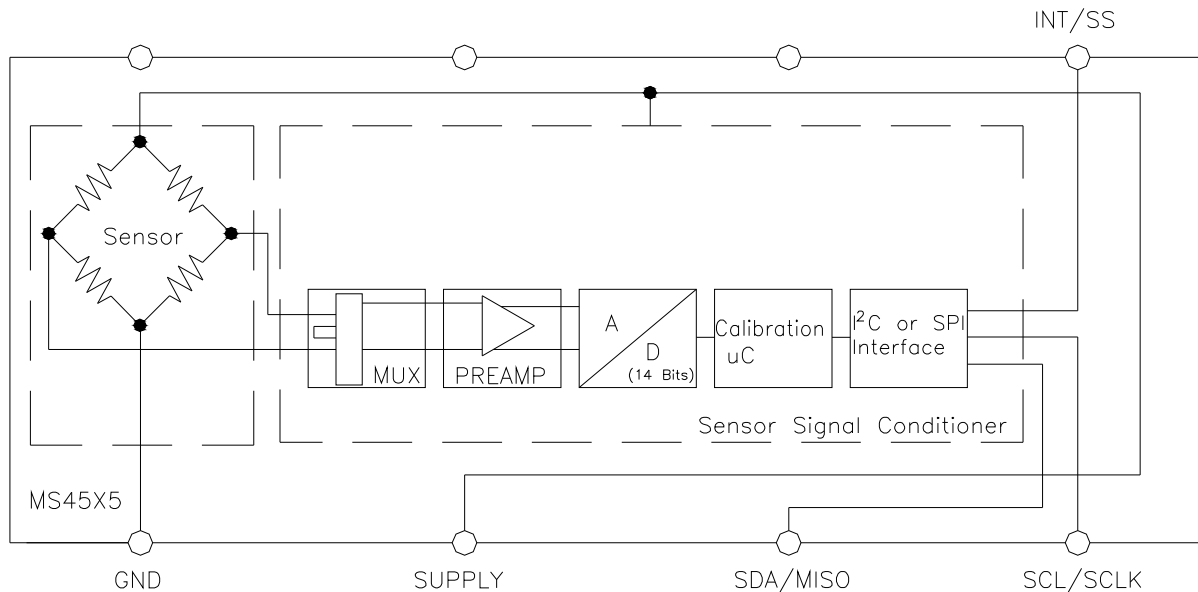 INT/SS
Sensor
A
D
(14 Bits)
Calibration
uC
I²C or SPI
Interface
MUX
PREAMP
Sensor Signal Conditioner
MS45X5
GND
SUPPLY
SDA/MISO
SCL/SCLK